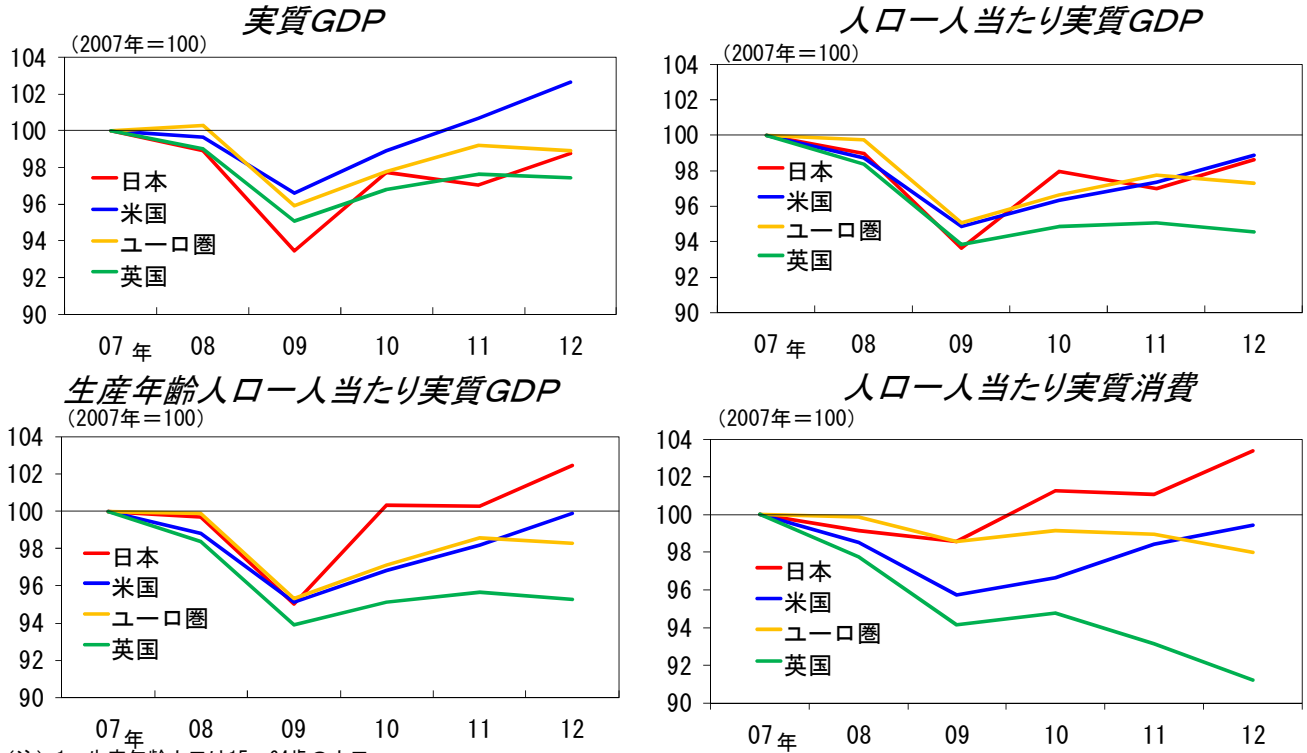 実質GDP
(2007年＝100)
104
102
100
98
96
94
92
90
日本
米国
ユーロ圏
英国
07 年 08 09 10 11 12
人口一人当たり実質GDP
(2007年＝100)
104
102
100
98
96
94
92
90
日本
米国
ユーロ圏
英国
07 年 08 09 10 11 12
生産年齢人口一人当たり実質GDP
(2007年＝100)
104
102
100
98
96
94
92
90
日本
米国
ユーロ圏
英国
07 年 08 09 10 11 12
人口一人当たり実質消費
(2007年＝100)
104
102
100
98
96
94
92
90
日本
米国
ユーロ圏
英国
07 年 08 09 10 11 12